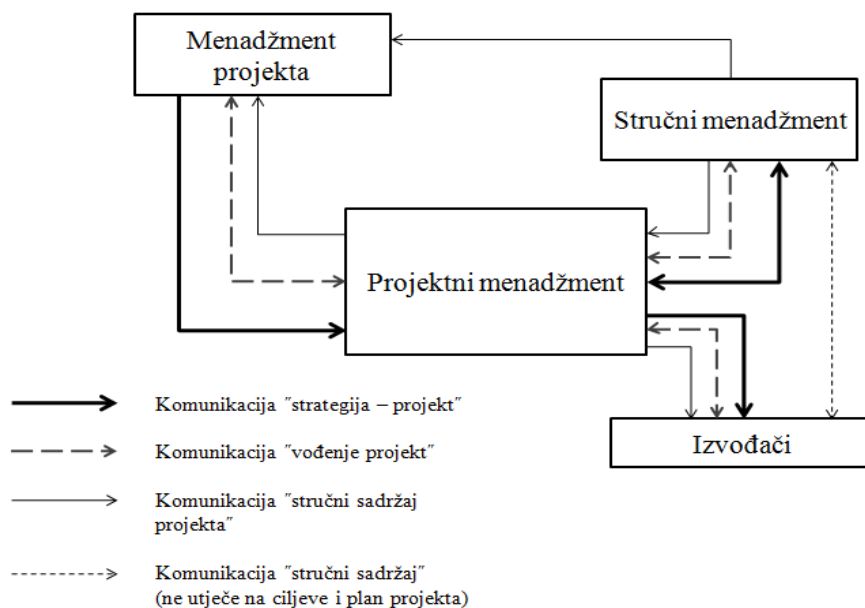 Menadžment
projekta
Stručni menadžment
Projektni menadžment
Izvođači
Komunikacija "strategija – projekt"
Komunikacija "vođenje projekt"
Komunikacija "stručni sadržaj
projekta"
Komunikacija "stručni sadržaj"
(ne utječe na ciljeve i plan projekta)